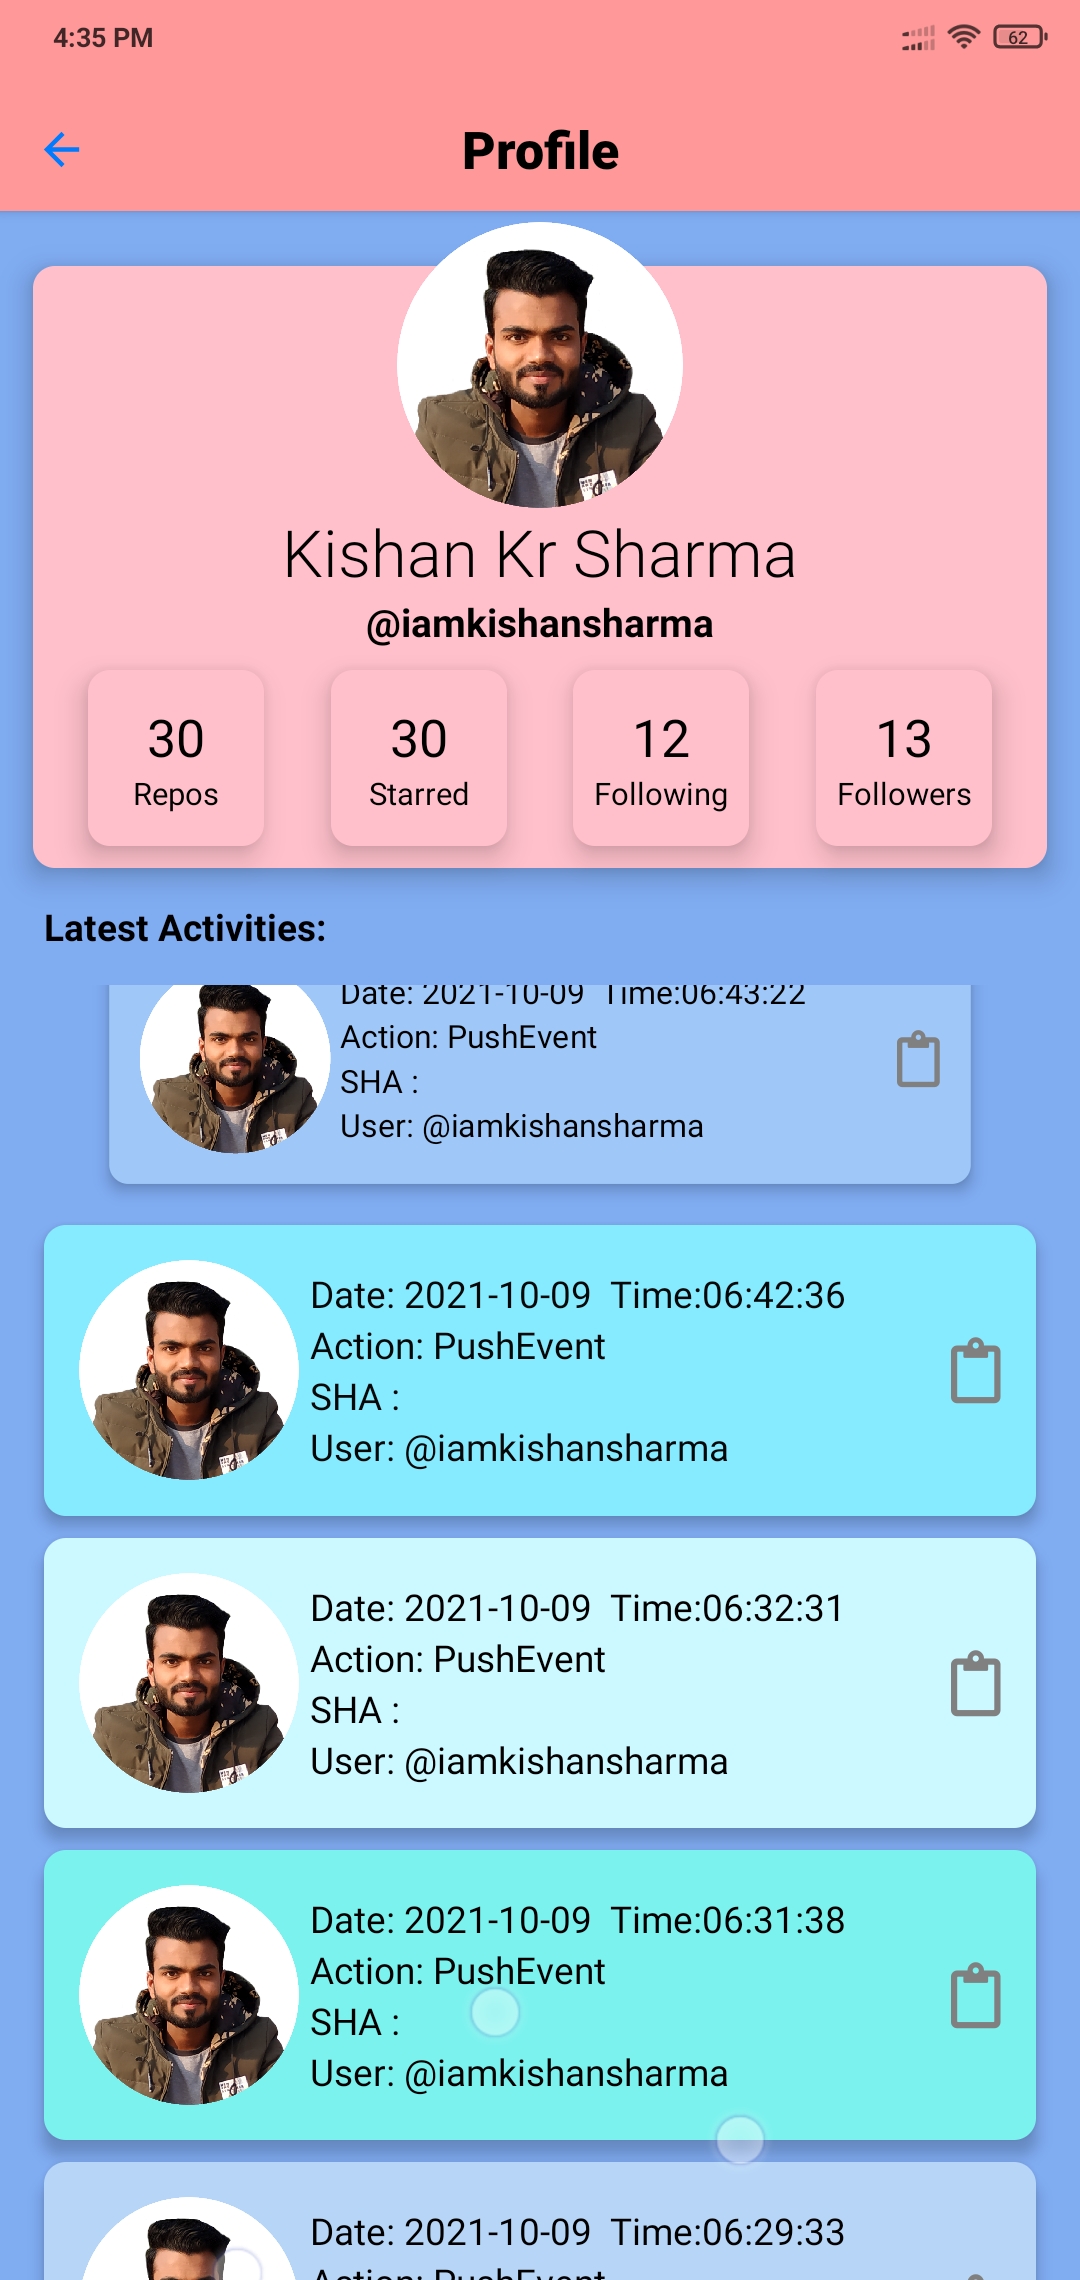 4:35 PM
62
Profile
Kishan Kr Sharma
@iamkishansharma
30 30 12 13
Repos Starred Following Followers
Latest Activities:
Date: 2021-10-09 Time:06:43:22
Action: PushEvent
SHA :
User: @iamkishansharma
Date: 2021-10-09 Time:06:42:36
Action: PushEvent
SHA :
User: @iamkishansharma
Date: 2021-10-09 Time:06:32:31
Action: PushEvent
SHA :
User: @iamkishansharma
Date: 2021-10-09 Time:06:31:38
Action: PushEvent
SHA :
User: @iamkishansharma
Date: 2021-10-09 Time:06:29:33
Action: PushEvent